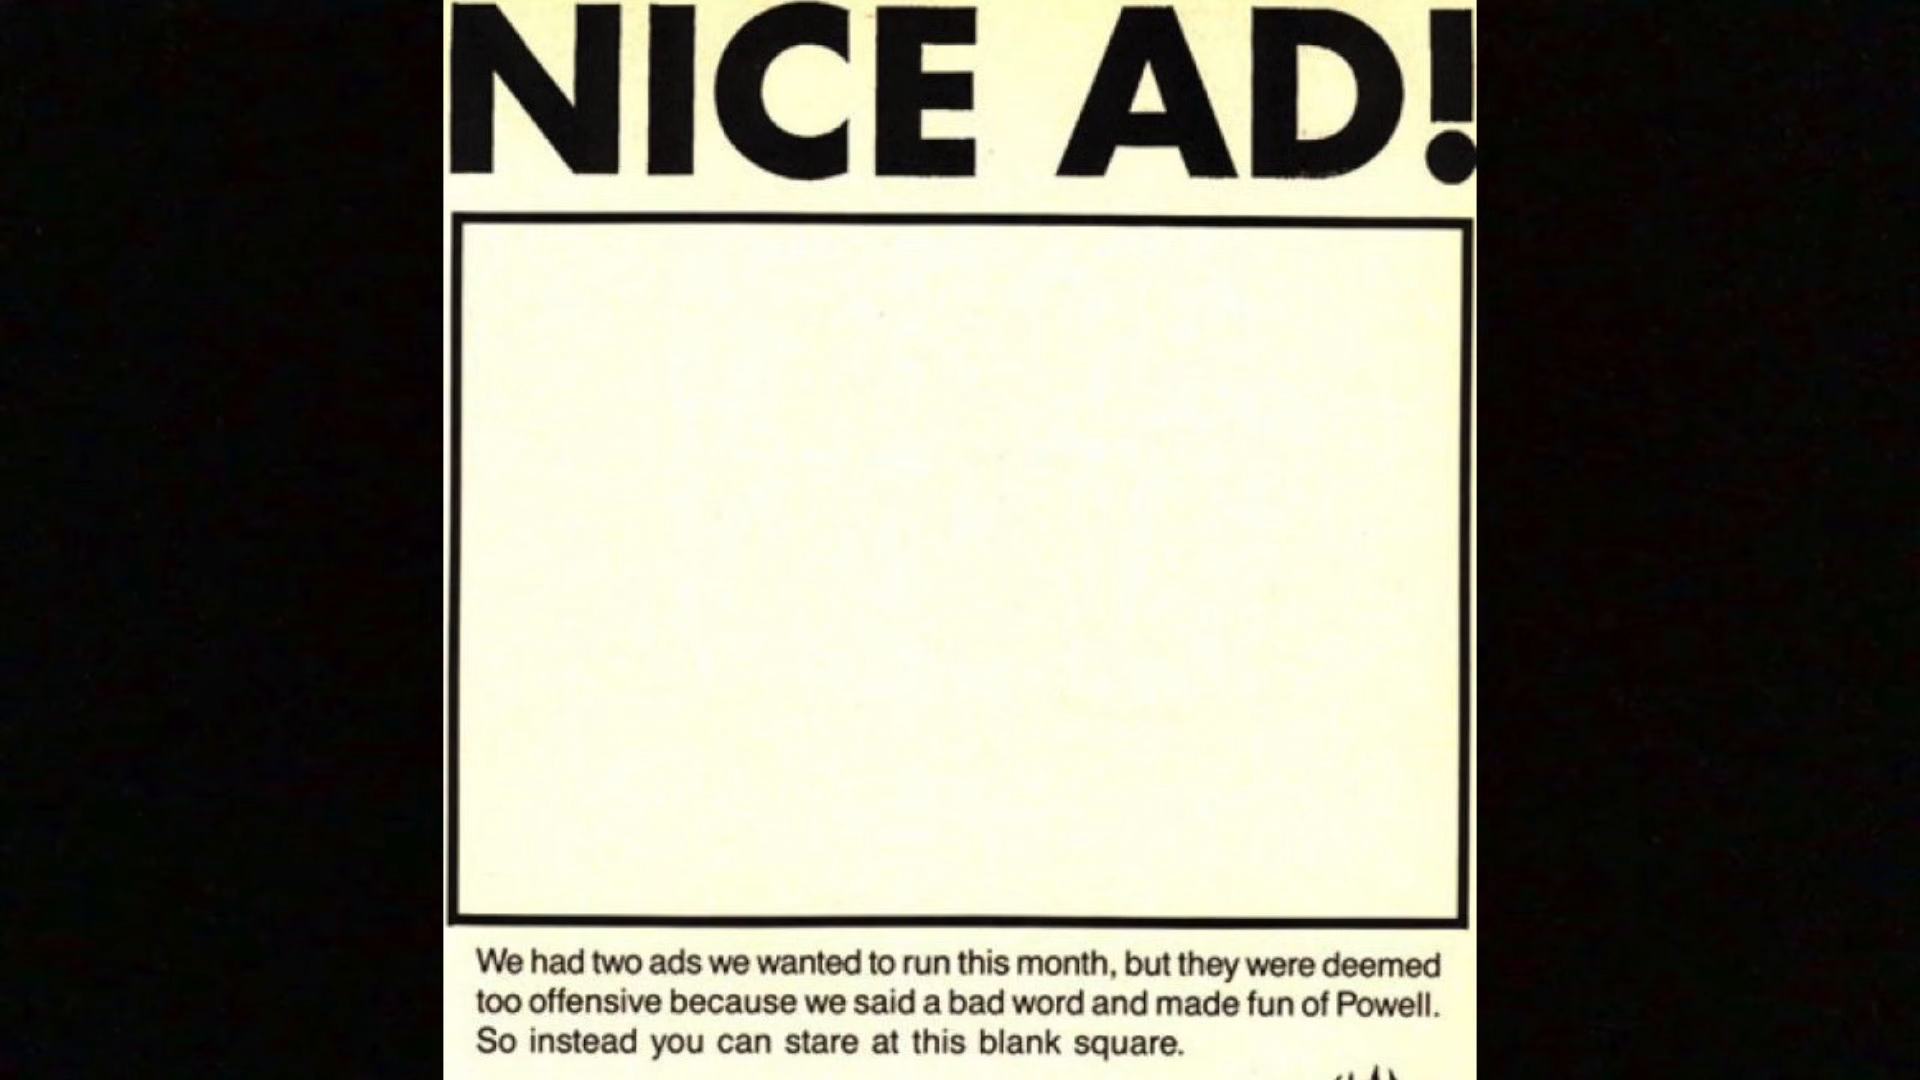 NICE AD!
We had two ads we wanted to run this month, but they were deemed
too offensive because we said a bad word and made fun of Powell.
So instead you can stare at this blank square.